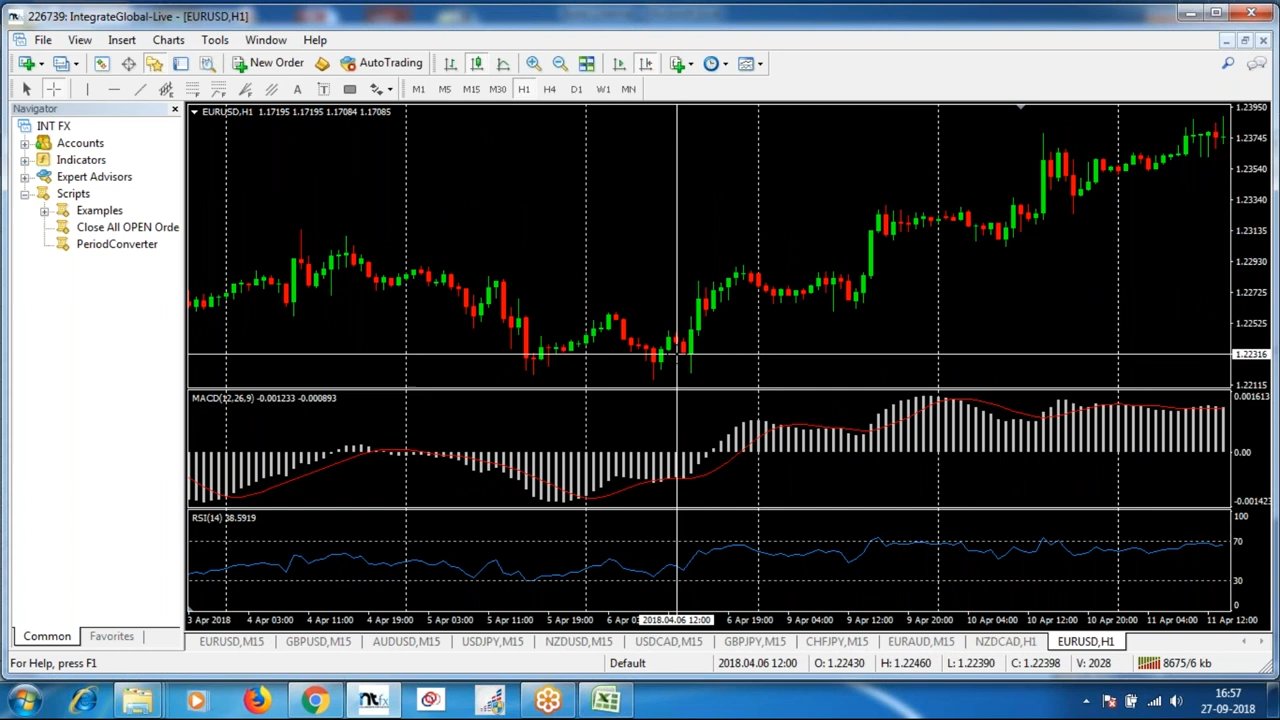 226739: IntegrateGlobal-Live - [EURUSD,H1]
File View Insert Charts Tools Window Help
New Order AutoTrading
A T M1 M5 M15 M30 H1 H4 D1 W1 MN
Navigator
INT FX
Accounts
Indicators
Expert Advisors
Scripts
Examples
Close All OPEN Orde
PeriodConverter
Common Favorites
EURUSD,H1 1.17195 1.17195 1.17084 1.17085
1.23950
1.23745
1.23540
1.23340
1.23135
1.22930
1.22725
1.22525
1.22316
1.22115
MACD(12,26,9) -0.001233 -0.000893
0.001613
0.00
-0.001423
RSI(14) 38.5919
100
70
30
0
3 Apr 2018 4 Apr 03:00 4 Apr 11:00 4 Apr 19:00 5 Apr 03:00 5 Apr 11:00 5 Apr 19:00 6 Apr 2018.04.06 12:00 6 Apr 19:00 9 Apr 04:00 9 Apr 12:00 9 Apr 20:00 10 Apr 04:00 10 Apr 12:00 10 Apr 20:00 11 Apr 04:00 11 Apr 12:00
EURUSD,M15 GBPUSD,M15 AUDUSD,M15 USDJPY,M15 NZDUSD,M15 USDCAD,M15 GBPJPY,M15 CHFJPY,M15 EURAUD,M15 NZDCAD,H1 EURUSD,H1
For Help, press F1 Default 2018.04.06 12:00 O: 1.22430 H: 1.22460 L: 1.22390 C: 1.22398 V: 2028 8675/6 kb
ntfx
16:57
27-09-2018